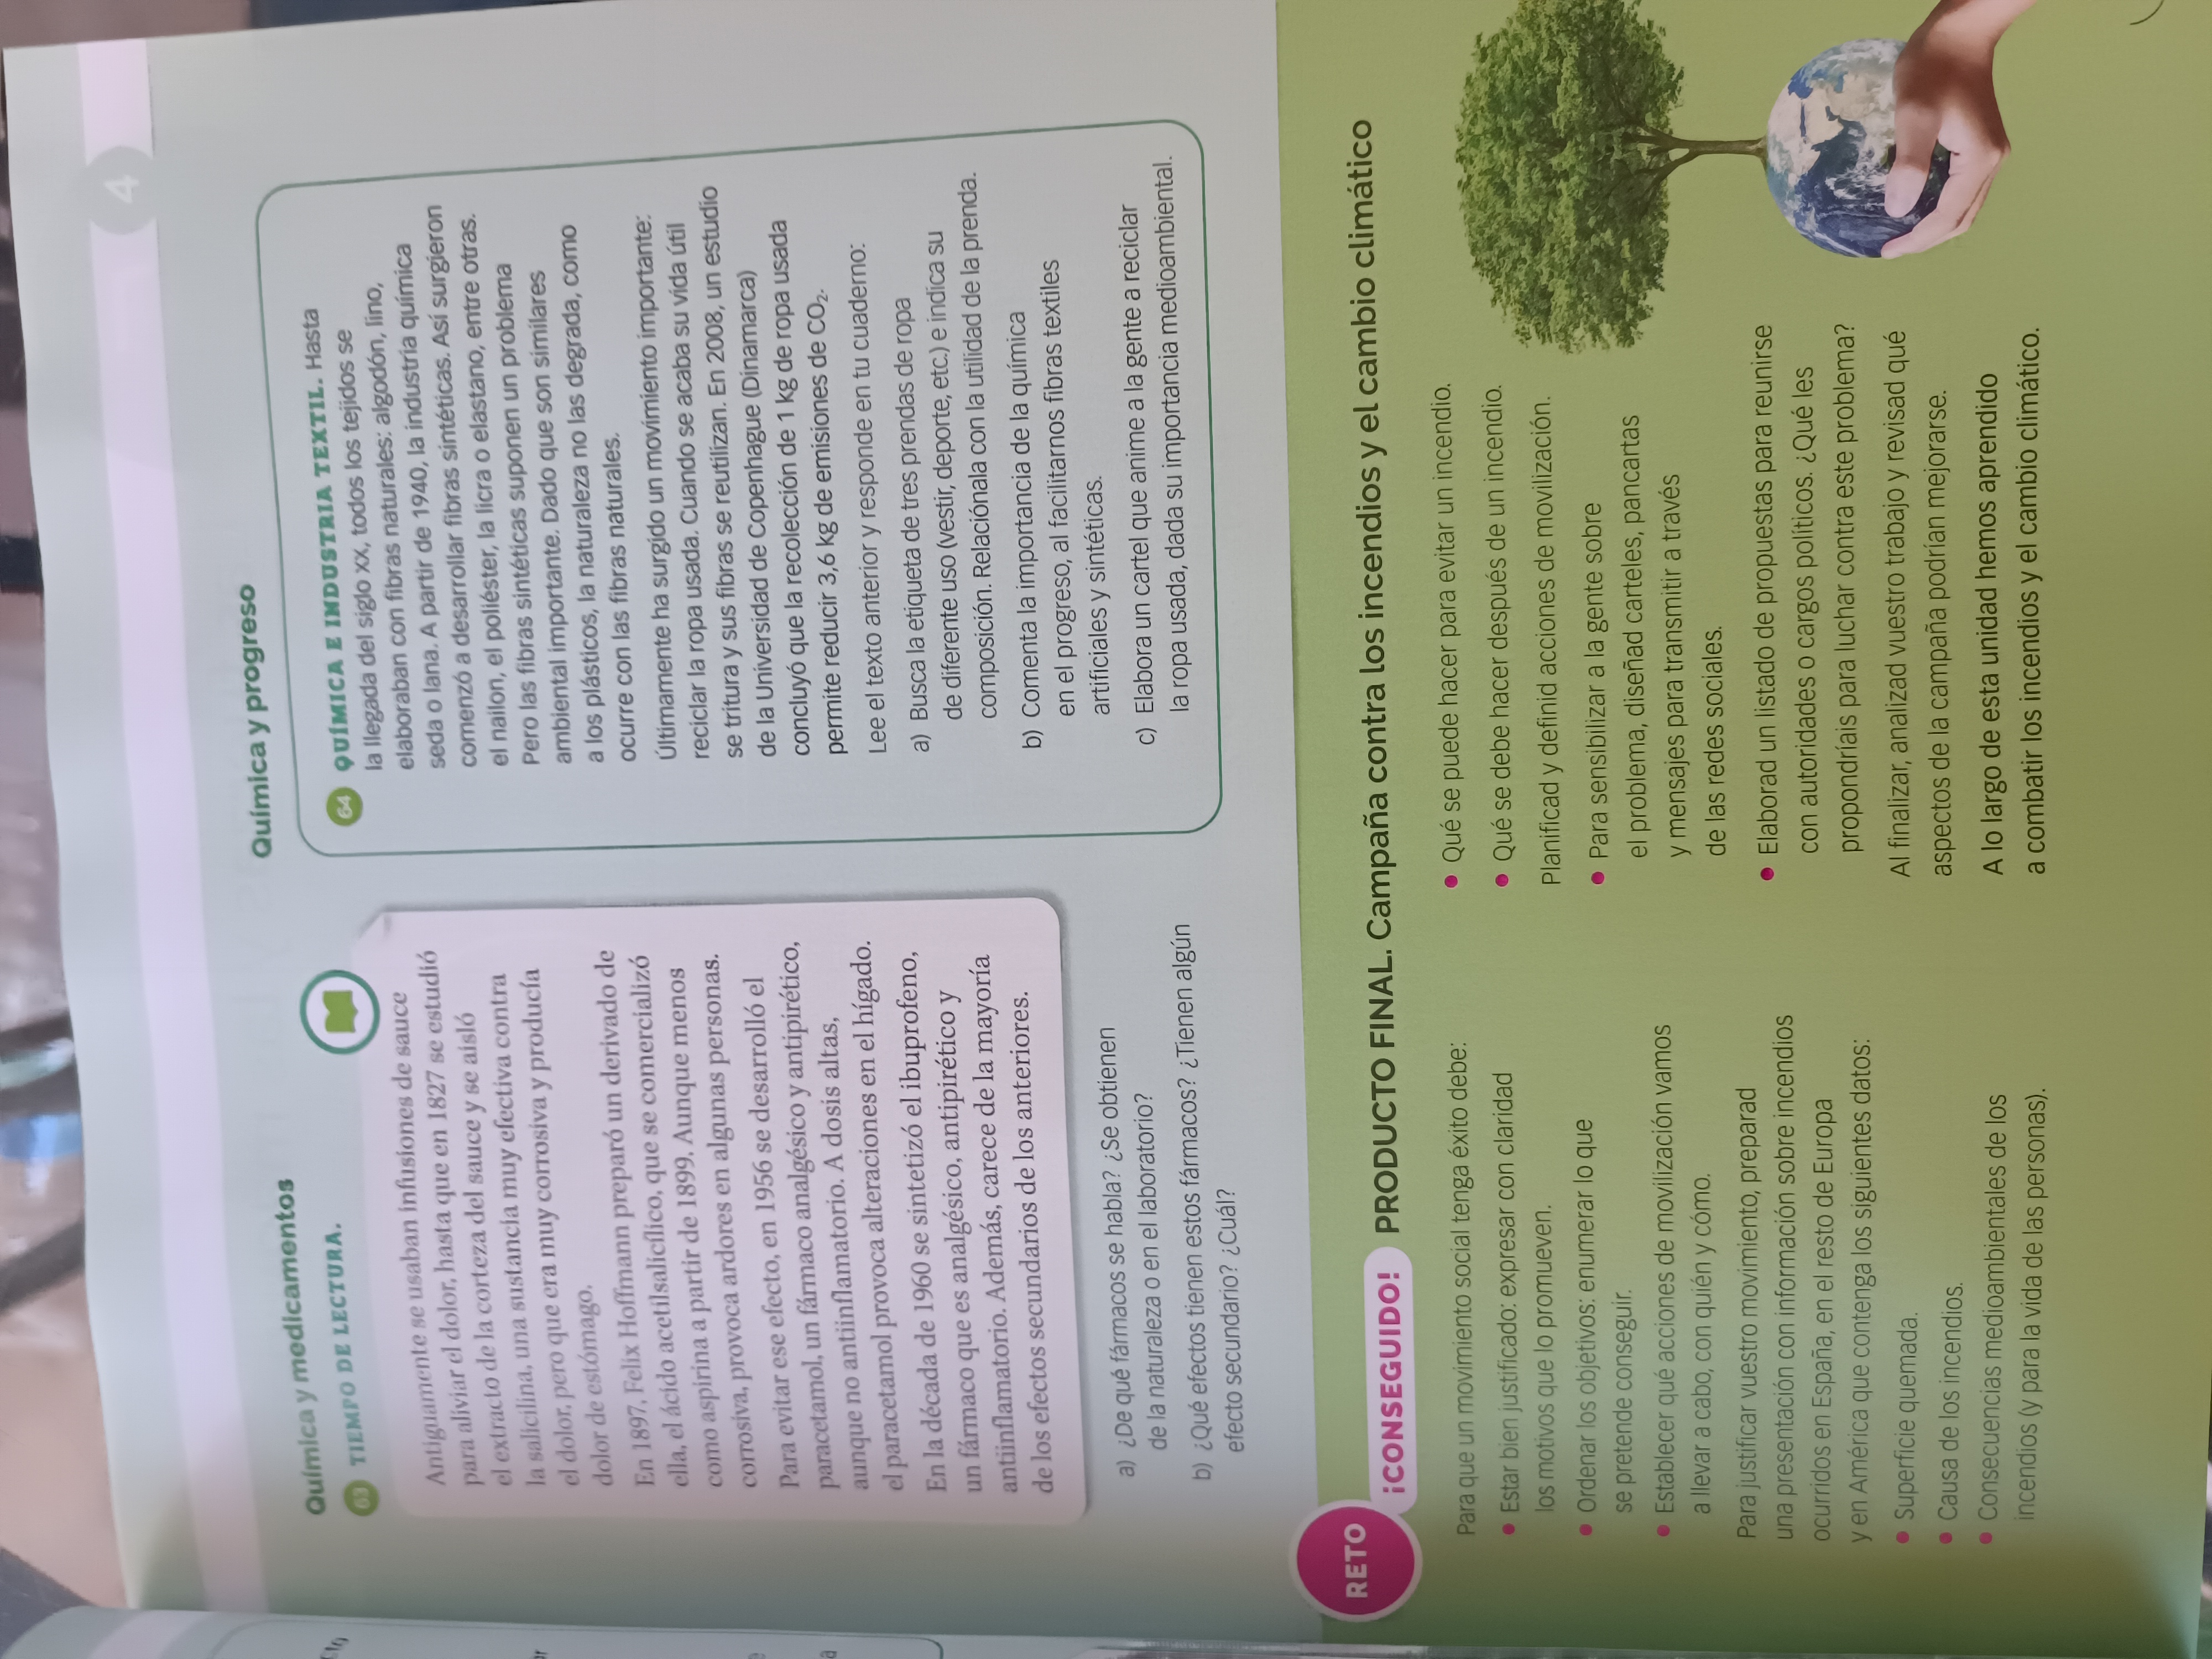 4
Química y medicamentos
63 TIEMPO DE LECTURA.
Antiguamente se usaban infusiones de sauce
para aliviar el dolor, hasta que en 1827 se estudió
el extracto de la corteza del sauce y se aisló
la salicilina, una sustancia muy efectiva contra
el dolor, pero que era muy corrosiva y producía
dolor de estómago.
En 1897, Felix Hoffmann preparó un derivado de
ella, el ácido acetilsalicílico, que se comercializó
como aspirina a partir de 1899. Aunque menos
corrosiva, provoca ardores en algunas personas.
Para evitar ese efecto, en 1956 se desarrolló el
paracetamol, un fármaco analgésico y antipirético,
aunque no antiinflamatorio. A dosis altas,
el paracetamol provoca alteraciones en el hígado.
En la década de 1960 se sintetizó el ibuprofeno,
un fármaco que es analgésico, antipirético y
antiinflamatorio. Además, carece de la mayoría
de los efectos secundarios de los anteriores.
a) ¿De qué fármacos se habla? ¿Se obtienen
de la naturaleza o en el laboratorio?
b) ¿Qué efectos tienen estos fármacos? ¿Tienen algún
efecto secundario? ¿Cuál?
Química y progreso
64 QUÍMICA E INDUSTRIA TEXTIL. Hasta
la llegada del siglo XX, todos los tejidos se
elaboraban con fibras naturales: algodón, lino,
seda o lana. A partir de 1940, la industria química
comenzó a desarrollar fibras sintéticas. Así surgieron
el nailon, el poliéster, la licra o elastano, entre otras.
Pero las fibras sintéticas suponen un problema
ambiental importante. Dado que son similares
a los plásticos, la naturaleza no las degrada, como
ocurre con las fibras naturales.
Últimamente ha surgido un movimiento importante:
reciclar la ropa usada. Cuando se acaba su vida útil
se tritura y sus fibras se reutilizan. En 2008, un estudio
de la Universidad de Copenhague (Dinamarca)
concluyó que la recolección de 1 kg de ropa usada
permite reducir 3,6 kg de emisiones de CO₂.
Lee el texto anterior y responde en tu cuaderno:
a) Busca la etiqueta de tres prendas de ropa
de diferente uso (vestir, deporte, etc.) e indica su
composición. Relaciónala con la utilidad de la prenda.
b) Comenta la importancia de la química
en el progreso, al facilitarnos fibras textiles
artificiales y sintéticas.
c) Elabora un cartel que anime a la gente a reciclar
la ropa usada, dada su importancia medioambiental.
RETO
¡CONSEGUIDO! PRODUCTO FINAL. Campaña contra los incendios y el cambio climático
Para que un movimiento social tenga éxito debe:
• Estar bien justificado: expresar con claridad
los motivos que lo promueven.
• Ordenar los objetivos: enumerar lo que
se pretende conseguir.
• Establecer qué acciones de movilización vamos
a llevar a cabo, con quién y cómo.
Para justificar vuestro movimiento, preparad
una presentación con información sobre incendios
ocurridos en España, en el resto de Europa
y en América que contenga los siguientes datos:
• Superficie quemada.
• Causa de los incendios.
• Consecuencias medioambientales de los
incendios (y para la vida de las personas).
• Qué se puede hacer para evitar un incendio.
• Qué se debe hacer después de un incendio.
Planificad y definid acciones de movilización.
• Para sensibilizar a la gente sobre
el problema, diseñad carteles, pancartas
y mensajes para transmitir a través
de las redes sociales.
• Elaborad un listado de propuestas para reunirse
con autoridades o cargos políticos. ¿Qué les
propondríais para luchar contra este problema?
Al finalizar, analizad vuestro trabajo y revisad qué
aspectos de la campaña podrían mejorarse.
A lo largo de esta unidad hemos aprendido
a combatir los incendios y el cambio climático.